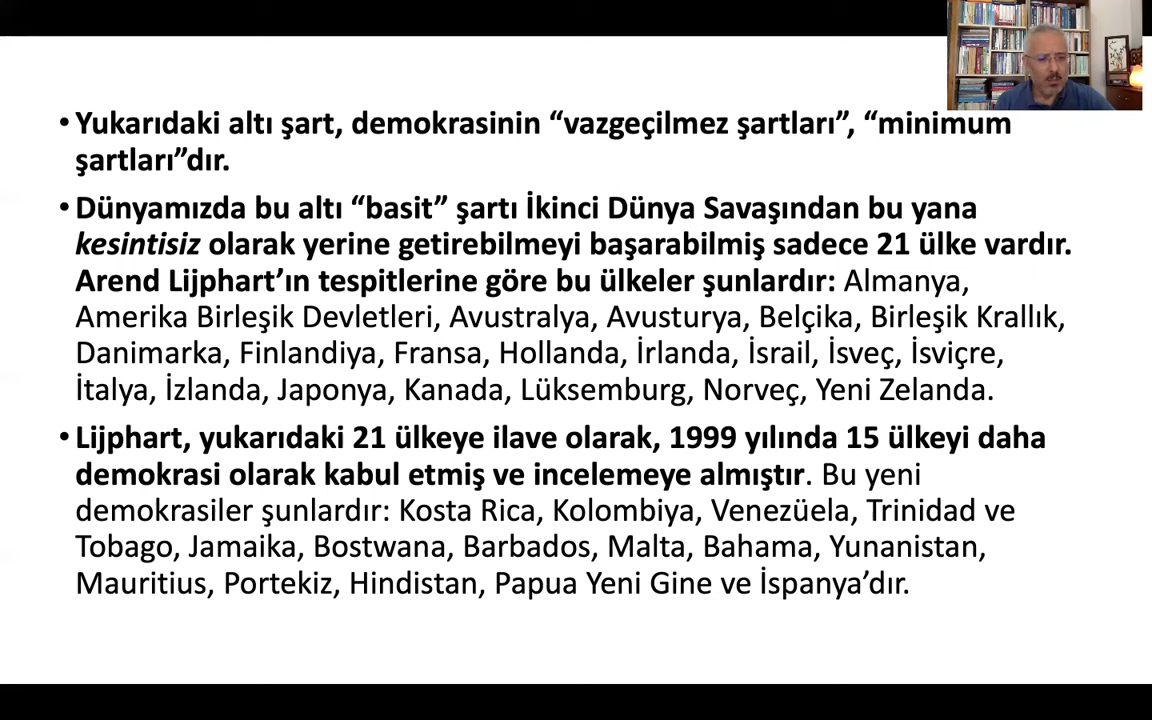 • Yukarıdaki altı şart, demokrasinin “vazgeçilmez şartları”, “minimum
şartları”dır.
• Dünyamızda bu altı “basit” şartı İkinci Dünya Savaşından bu yana
kesintisiz olarak yerine getirebilmeyi başarabilmiş sadece 21 ülke vardır.
Arend Lijphart’ın tespitlerine göre bu ülkeler şunlardır: Almanya,
Amerika Birleşik Devletleri, Avustralya, Avusturya, Belçika, Birleşik Krallık,
Danimarka, Finlandiya, Fransa, Hollanda, İrlanda, İsrail, İsveç, İsviçre,
İtalya, İzlanda, Japonya, Kanada, Lüksemburg, Norveç, Yeni Zelanda.
• Lijphart, yukarıdaki 21 ülkeye ilave olarak, 1999 yılında 15 ülkeyi daha
demokrasi olarak kabul etmiş ve incelemeye almıştır. Bu yeni
demokrasiler şunlardır: Kosta Rica, Kolombiya, Venezüela, Trinidad ve
Tobago, Jamaika, Bostwana, Barbados, Malta, Bahama, Yunanistan,
Mauritius, Portekiz, Hindistan, Papua Yeni Gine ve İspanya’dır.